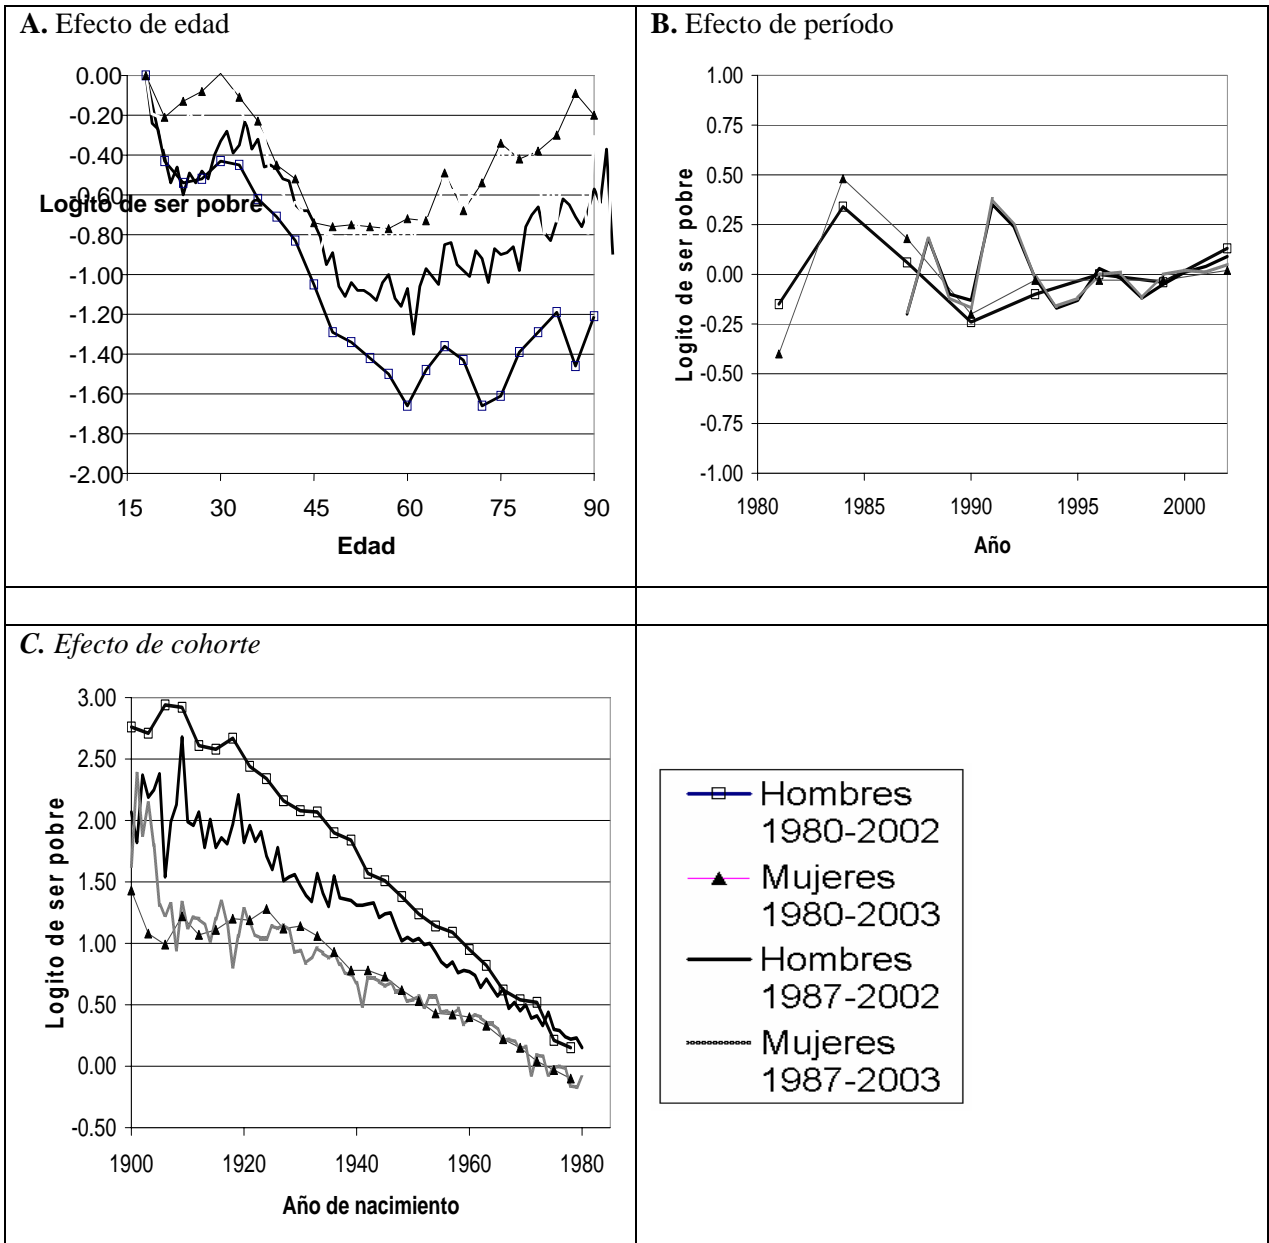 A. Efecto de edad
0.00
-0.20
-0.40
-0.60
-0.80
-1.00
-1.20
-1.40
-1.60
-1.80
-2.00
Logito de ser pobre
15 30 45 60 75 90
Edad
B. Efecto de período
1.00
0.75
0.50
0.25
0.00
-0.25
-0.50
-0.75
-1.00
Logito de ser pobre
1980 1985 1990 1995 2000
Año
C. Efecto de cohorte
3.00
2.50
2.00
1.50
1.00
0.50
0.00
-0.50
Logito de ser pobre
1900 1920 1940 1960 1980
Año de nacimiento
Hombres
1980-2002
Mujeres
1980-2003
Hombres
1987-2002
Mujeres
1987-2003